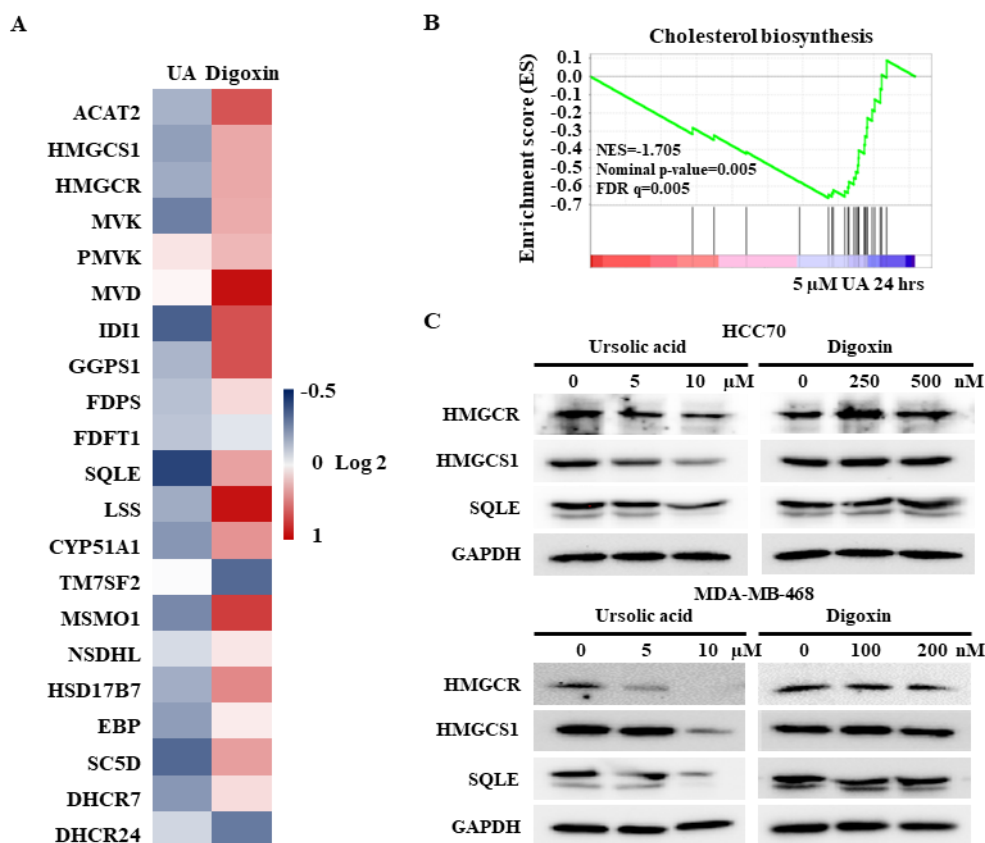 A
UA Digoxin
ACAT2
HMGCS1
HMGCR
MVK
PMVK
MVD
IDI1
GGPS1
FDPS
FDFT1
SQLE
LSS
CYP51A1
TM7SF2
MSMO1
NSDHL
HSD17B7
EBP
SC5D
DHCR7
DHCR24
-0.5
0 Log 2
1
B
Cholesterol biosynthesis
Enrichment score (ES)
0.1
0.0
-0.1
-0.2
-0.3
-0.4
-0.5
-0.6
-0.7
NES=-1.705
Nominal p-value=0.005
FDR q=0.005
5 μM UA 24 hrs
C
HCC70
Ursolic acid Digoxin
0 5 10 μM 0 250 500 nM
HMGCR
HMGCS1
SQLE
GAPDH
MDA-MB-468
Ursolic acid Digoxin
0 5 10 μM 0 100 200 nM
HMGCR
HMGCS1
SQLE
GAPDH